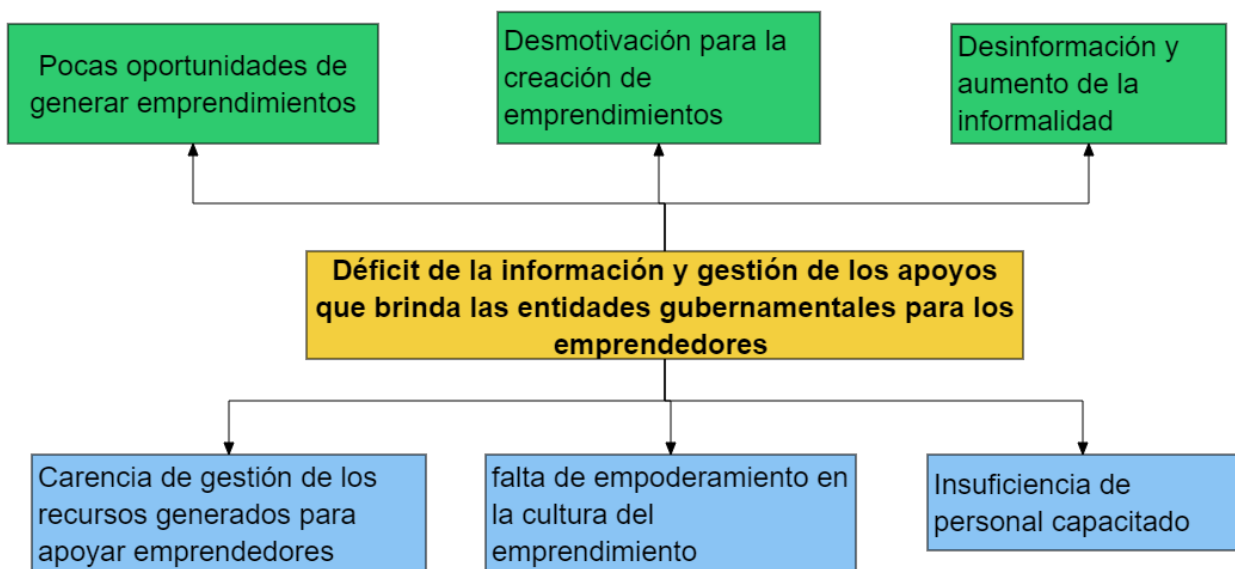 Pocas oportunidades de
generar emprendimientos
Desmotivación para la
creación de
emprendimientos
Desinformación y
aumento de la
informalidad
Déficit de la información y gestión de los apoyos
que brinda las entidades gubernamentales para los
emprendedores
Carencia de gestión de los
recursos generados para
apoyar emprendedores
falta de empoderamiento en
la cultura del
emprendimiento
Insuficiencia de
personal capacitado